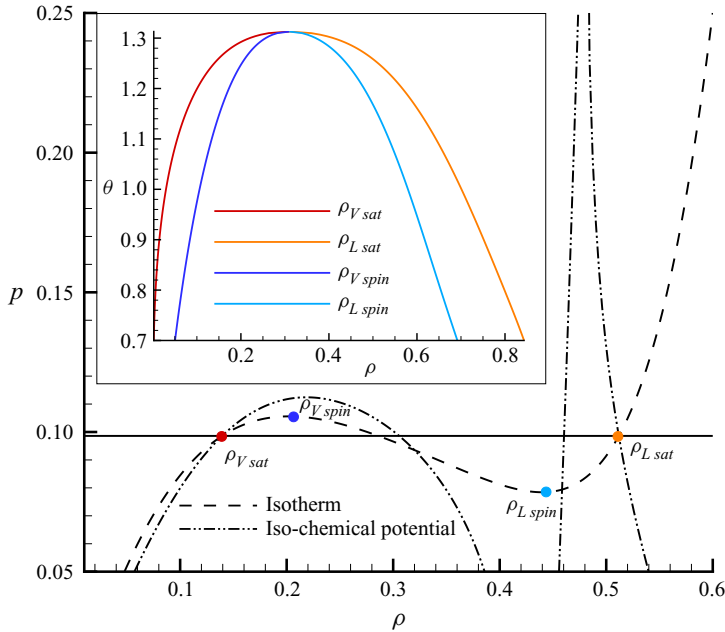 0.25
0.20
0.15
0.10
0.05
p
0.1
0.2
0.3
0.4
0.5
0.6
ρ
1.3
1.2
1.1
1.0
0.9
0.8
0.7
θ
0.2
0.4
0.6
0.8
ρ
ρV sat
ρL sat
ρV spin
ρL spin
ρV spin
ρV sat
ρL sat
ρL spin
Isotherm
Iso-chemical potential